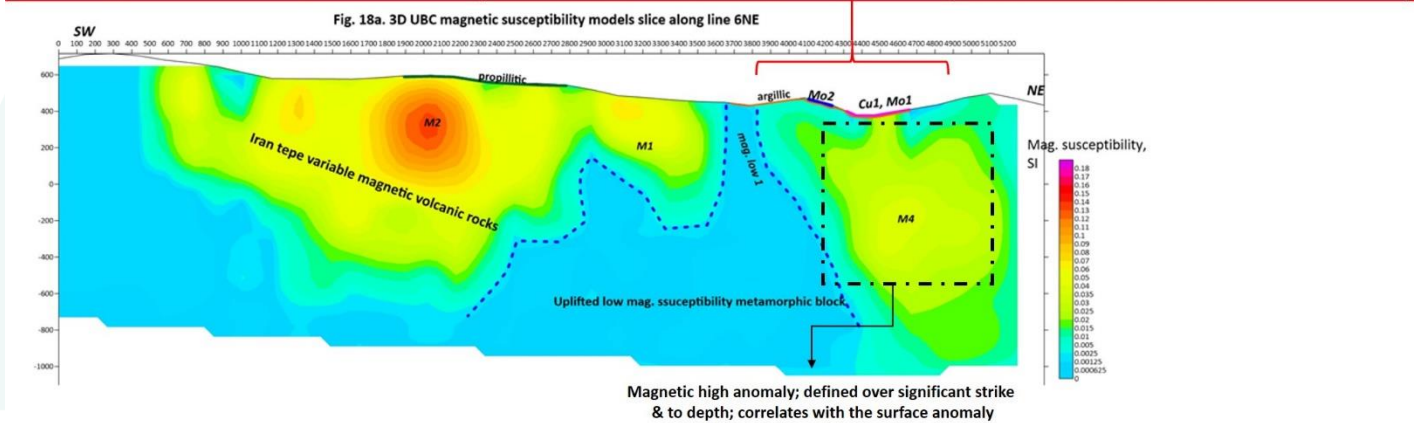 Fig. 18a. 3D UBC magnetic susceptibility models slice along line 6NE
SW
0 100 200 300 400 500 600 700 800 900 1000 1100 1200 1300 1400 1500 1600 1700 1800 1900 2000 2100 2200 2300 2400 2500 2600 2700 2800 2900 3000 3100 3200 3300 3400 3500 3600 3700 3800 3900 4000 4100 4200 4300 4400 4500 4600 4700 4800 4900 5000 5100 5200
NE
600
400
200
0
-200
-400
-600
-800
-1000
propillitic
argillic
Mo2
Cu1, Mo1
M2
M1
mag. low 1
M4
Iran tepe variable magnetic volcanic rocks
Uplifted low mag. ssuceptibility metamorphic block
Mag. susceptibility,
SI
0.18
0.17
0.16
0.15
0.14
0.13
0.12
0.11
0.1
0.09
0.08
0.07
0.06
0.05
0.04
0.035
0.03
0.025
0.02
0.015
0.01
0.005
0.0025
0.00125
0.000625
0
Magnetic high anomaly; defined over significant strike
& to depth; correlates with the surface anomaly